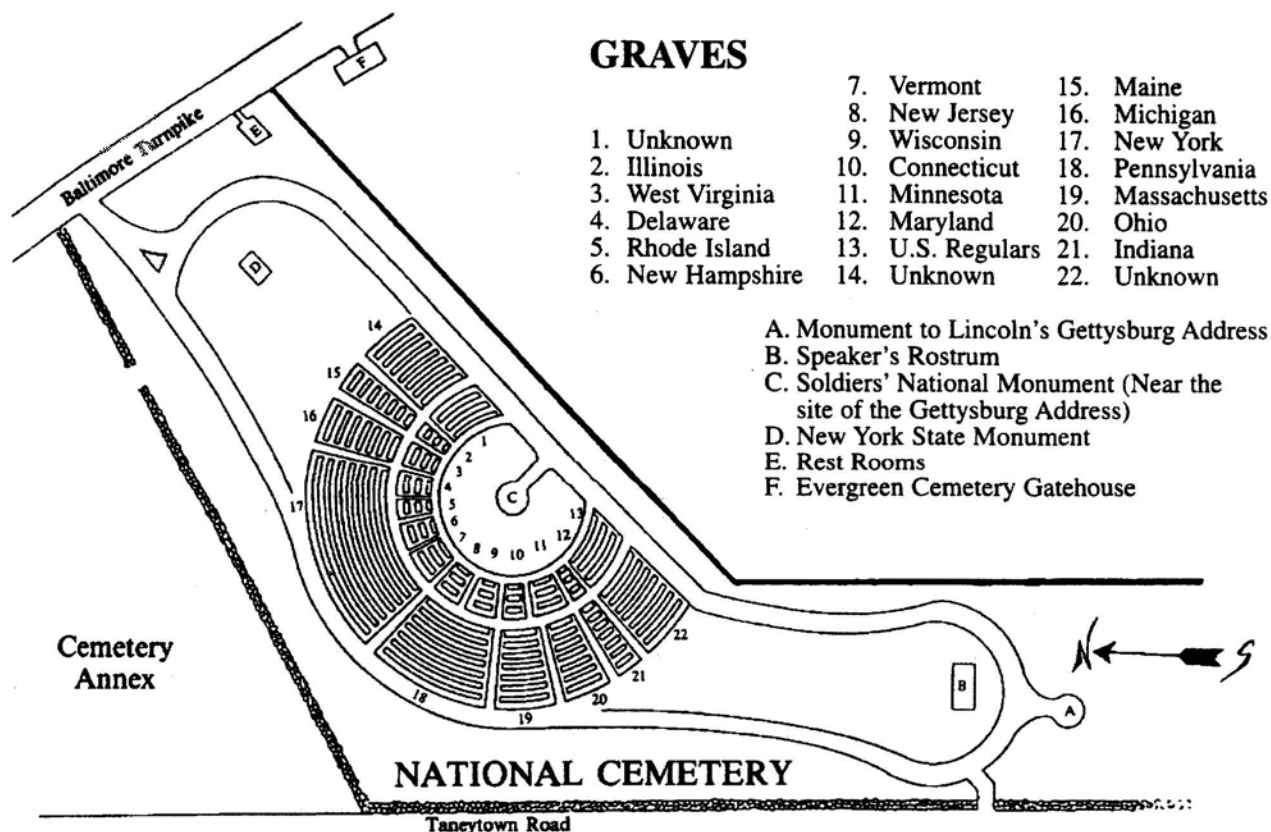 GRAVES
1. Unknown
2. Illinois
3. West Virginia
4. Delaware
5. Rhode Island
6. New Hampshire
7. Vermont
8. New Jersey
9. Wisconsin
10. Connecticut
11. Minnesota
12. Maryland
13. U.S. Regulars
14. Unknown
15. Maine
16. Michigan
17. New York
18. Pennsylvania
19. Massachusetts
20. Ohio
21. Indiana
22. Unknown
A. Monument to Lincoln's Gettysburg Address
B. Speaker's Rostrum
C. Soldiers' National Monument (Near the
site of the Gettysburg Address)
D. New York State Monument
E. Rest Rooms
F. Evergreen Cemetery Gatehouse
Baltimore Turnpike
F
E
D
14
15
16
17
18
19
20
21
22
1
2
3
4
5
6
7
8
9
10
11
12
13
C
B
A
N
S
Cemetery
Annex
NATIONAL CEMETERY
Taneytown Road